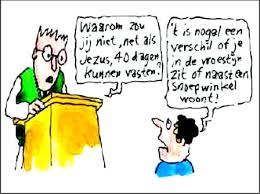 Waarom zou
jij niet, net als
Jezus, 40 dagen
kunnen vasten?
't is nogal een
verschil of je
in de vroestijn
zit of naast een
snoepwinkel
woont!